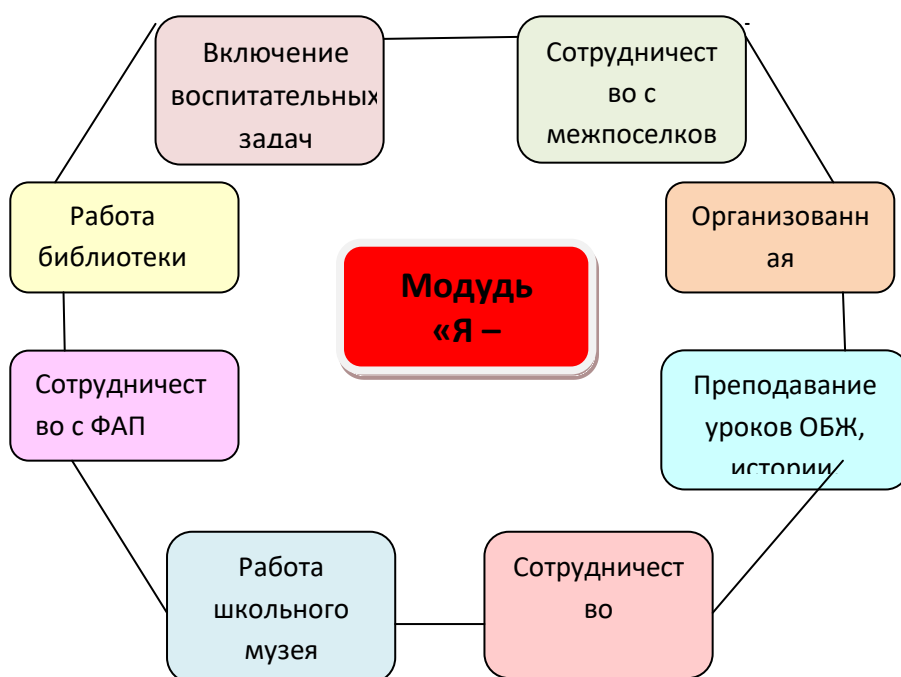 Включение
воспитательных
задач
Сотрудничест
во с
межпоселков
Работа
библиотеки
Организованн
ая
Модудь
«Я –
Сотрудничест
во с ФАП
Преподавание
уроков ОБЖ,
истории
Работа
школьного
музея
Сотрудничест
во